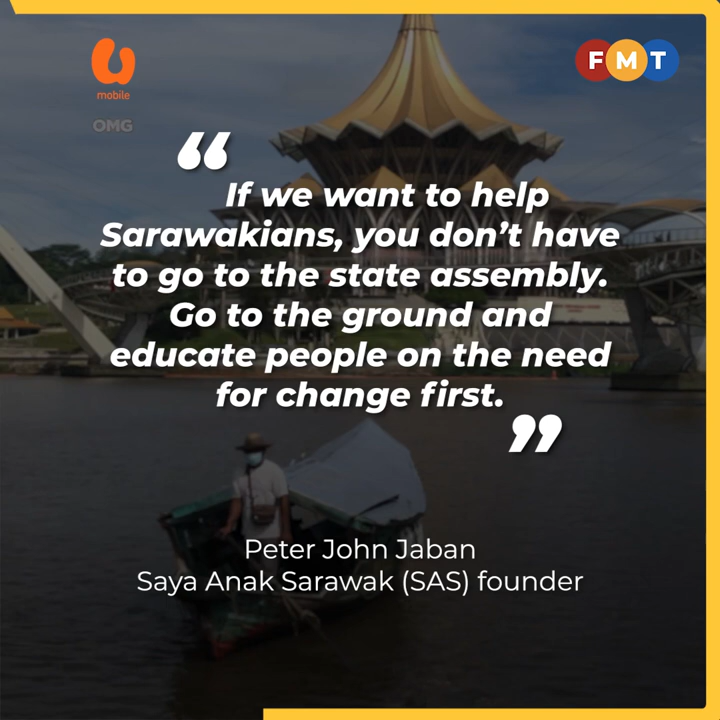 mobile
OMG
FMT
“
If we want to help
Sarawakians, you don’t have
to go to the state assembly.
Go to the ground and
educate people on the need
for change first.
”
Peter John Jaban
Saya Anak Sarawak (SAS) founder